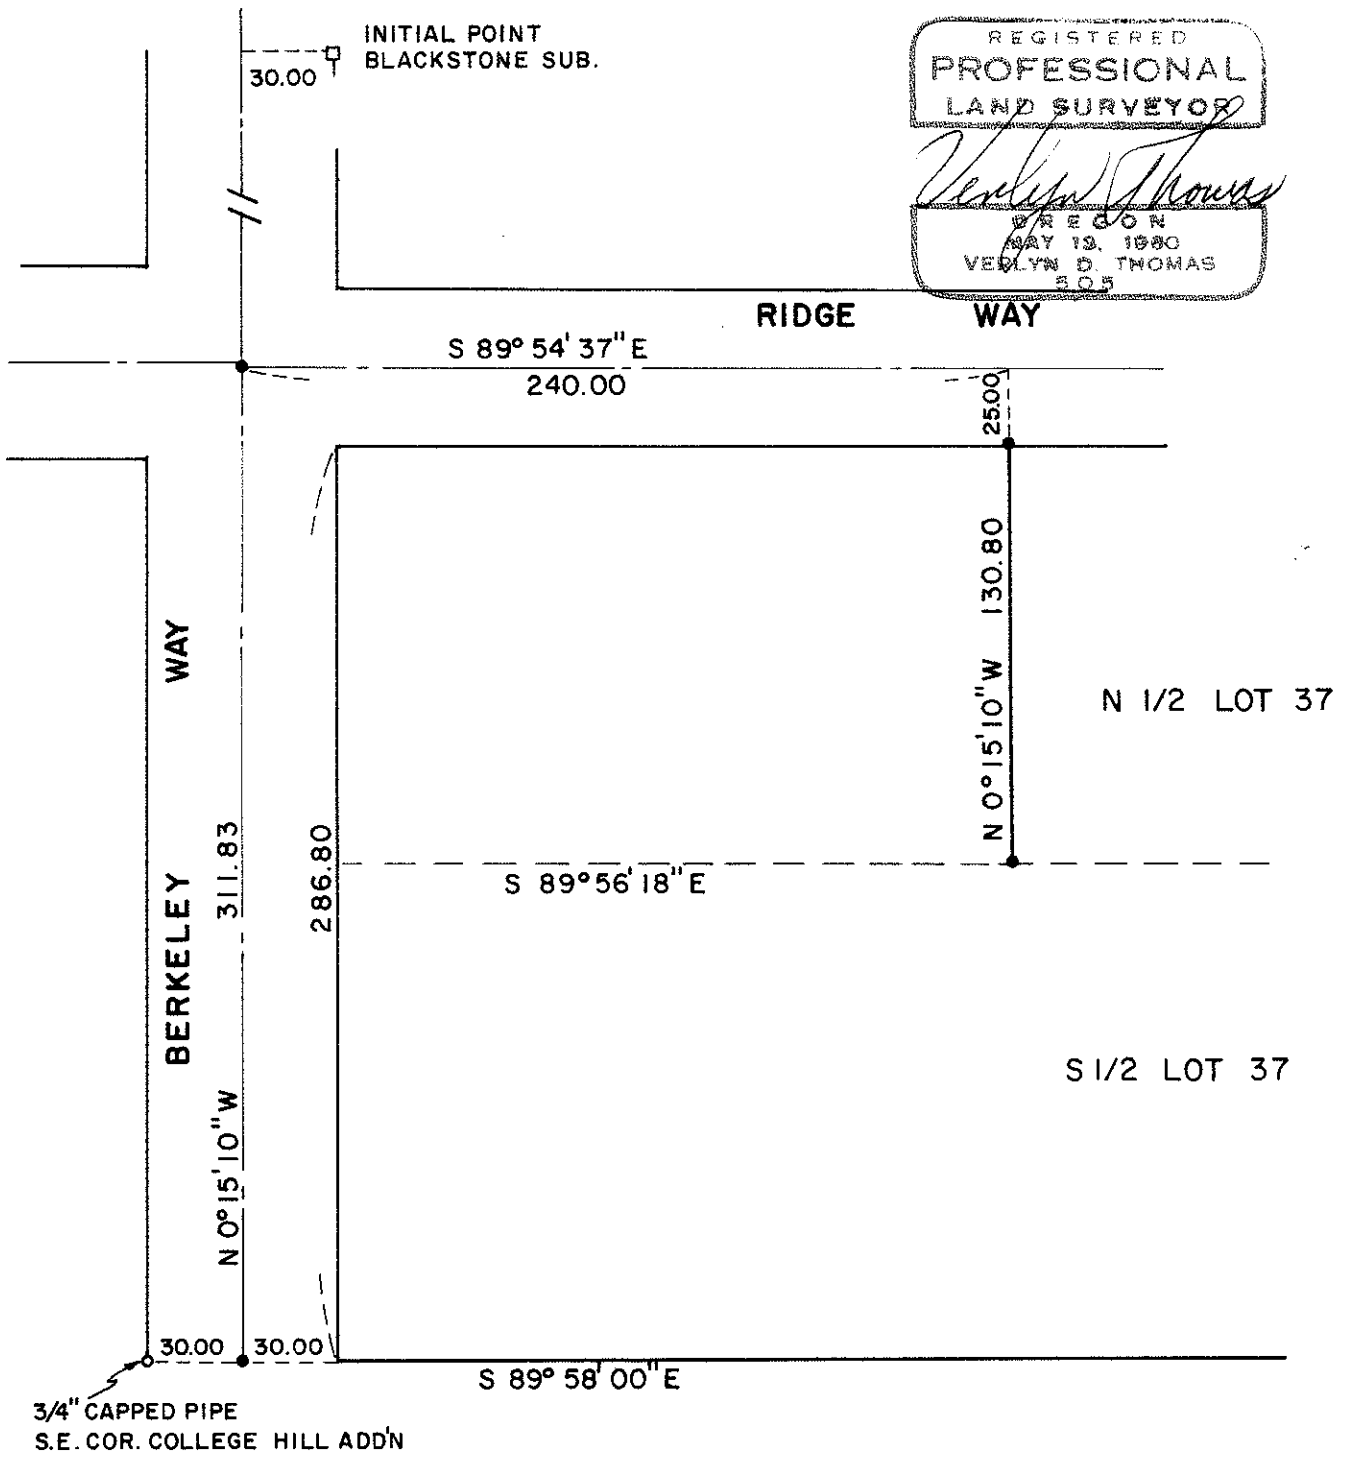 INITIAL POINT
BLACKSTONE SUB.
30.00
REGISTERED
PROFESSIONAL
LAND SURVEYOR
Verlyn D Thomas
OREGON
MAY 19, 1980
VERLYN D. THOMAS
505
RIDGE WAY
S 89° 54' 37" E
240.00
25.00
N 0° 15' 10" W 130.80
N 1/2 LOT 37
BERKELEY WAY
N 0° 15' 10" W 311.83
286.80
S 89° 56' 18" E
S 1/2 LOT 37
30.00 30.00
S 89° 58' 00" E
3/4" CAPPED PIPE
S.E. COR. COLLEGE HILL ADD'N